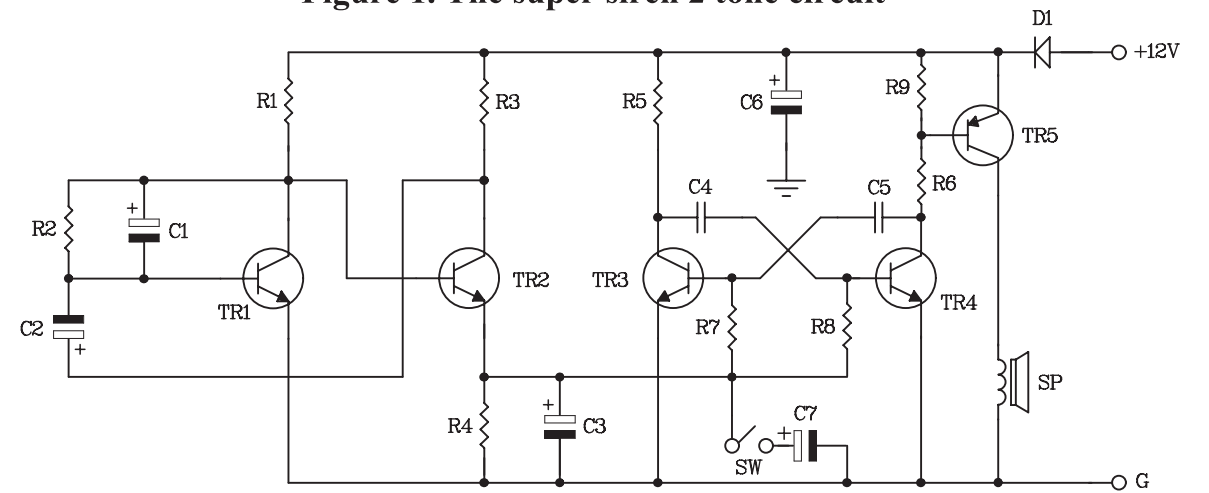 Figure 1. The super siren 2 tone circuit
D1
+12V
R1
R3
R5
+
C6
R9
TR5
C4
C5
R6
R2
+
C1
TR1
TR2
TR3
TR4
C2
+
R7
R8
SP
R4
+
C3
+
C7
SW
G